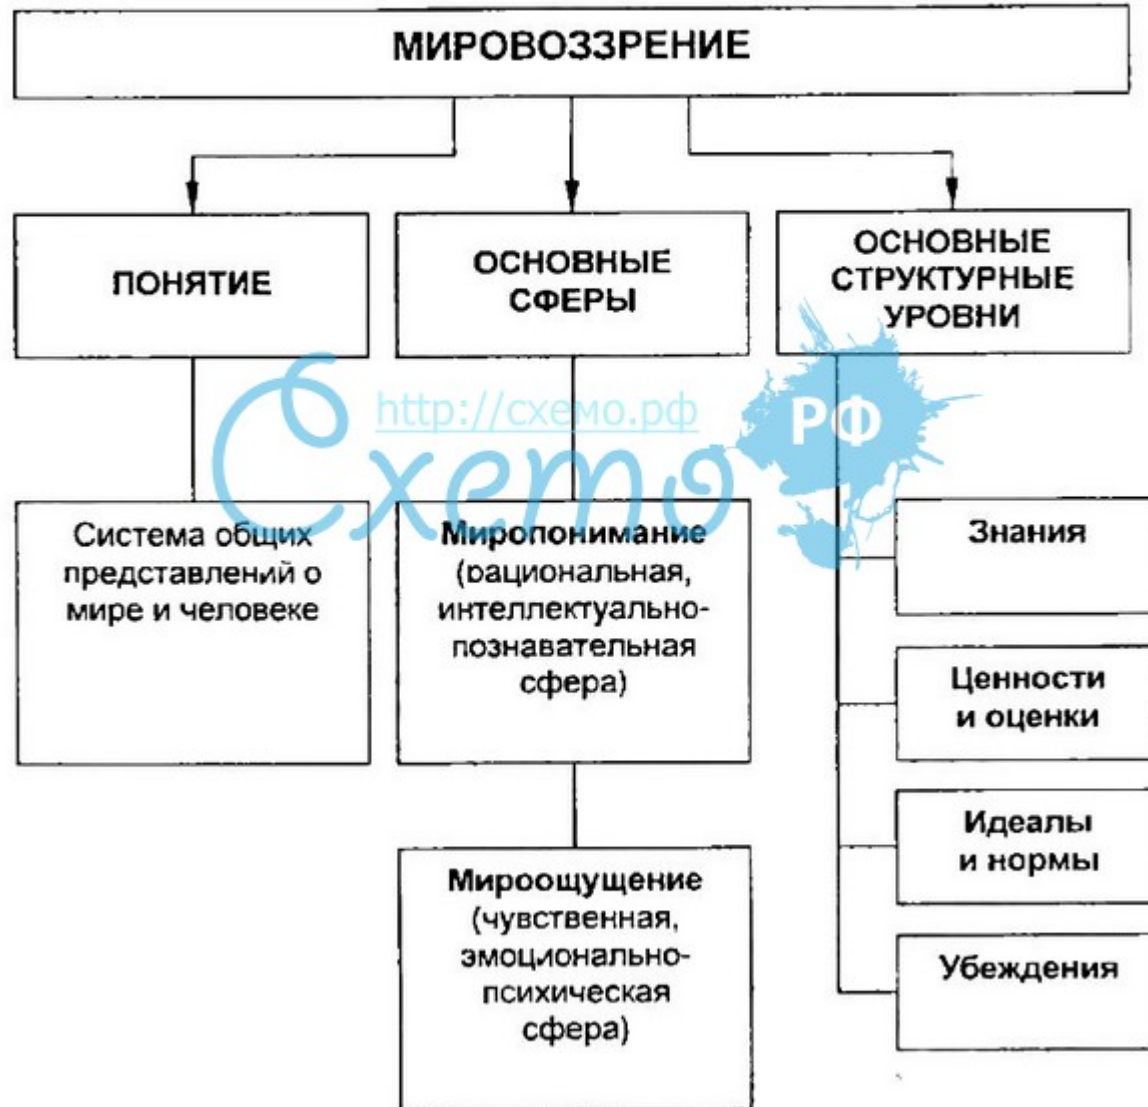 МИРОВОЗЗРЕНИЕ
ПОНЯТИЕ
ОСНОВНЫЕ
СФЕРЫ
ОСНОВНЫЕ
СТРУКТУРНЫЕ
УРОВНИ
http://схемо.рф
Схемо
РФ
Система общих
представлений о
мире и человеке
Миропонимание
(рациональная,
интеллектуально-
познавательная
сфера)
Мироощущение
(чувственная,
эмоционально-
психическая
сфера)
Знания
Ценности
и оценки
Идеалы
и нормы
Убеждения